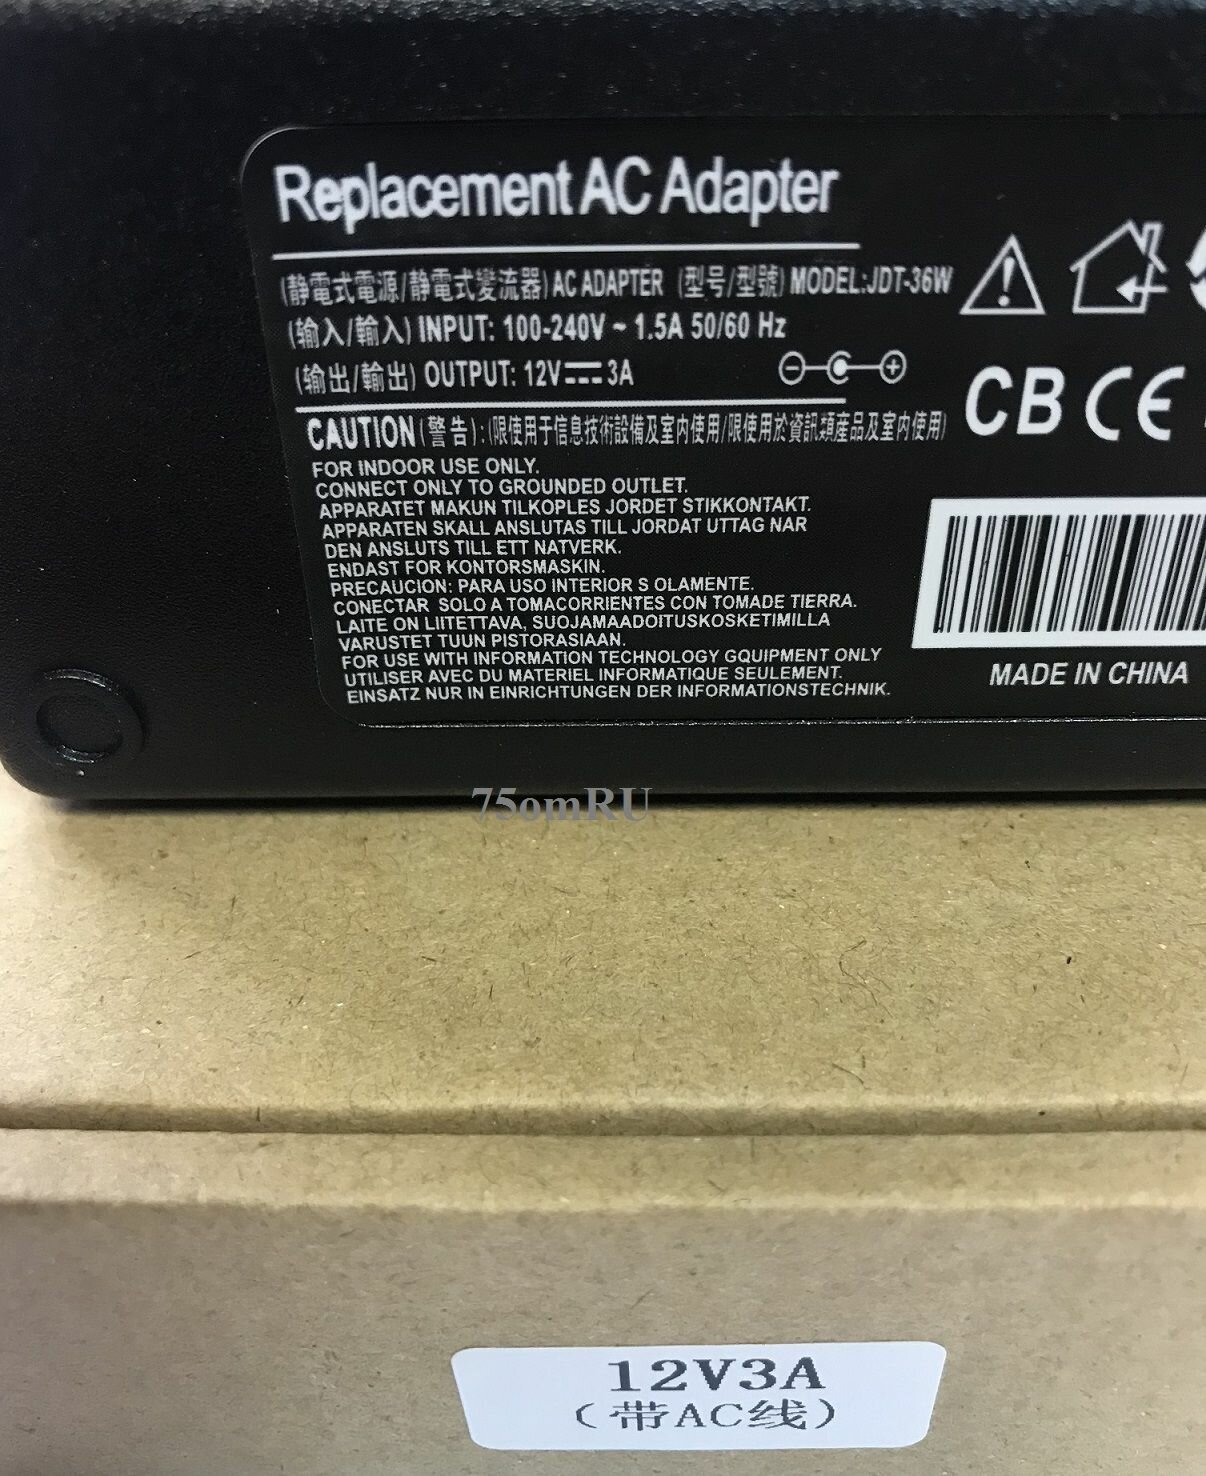 Replacement AC Adapter
(静電式電源/静電式變流器) AC ADAPTER (型号/型號) MODEL:JDT-36W
(输入/輸入) INPUT: 100-240V ~ 1.5A 50/60 Hz
(输出/輸出) OUTPUT: 12V⎓3A
CB CE
CAUTION(警告):(限使用于信息技術設備及室内使用/限使用於資訊類産品及室内使用)
FOR INDOOR USE ONLY.
CONNECT ONLY TO GROUNDED OUTLET.
APPARATET MAKUN TILKOPLES JORDET STIKKONTAKT.
APPARATEN SKALL ANSLUTAS TILL JORDAT UTTAG NAR
DEN ANSLUTS TILL ETT NATVERK.
ENDAST FOR KONTORSMASKIN.
PRECAUCION: PARA USO INTERIOR S OLAMENTE.
CONECTAR SOLO A TOMACORRIENTES CON TOMADE TIERRA.
LAITE ON LIITETTAVA, SUOJAMAADOITUSKOSKETIMILLA
VARUSTET TUUN PISTORASIAAN.
FOR USE WITH INFORMATION TECHNOLOGY GQUIPMENT ONLY
UTILISER AVEC DU MATERIEL INFORMATIQUE SEULEMENT.
EINSATZ NUR IN EINRICHTUNGEN DER INFORMATIONSTECHNIK.
MADE IN CHINA
75omRU
12V3A
(带AC线)